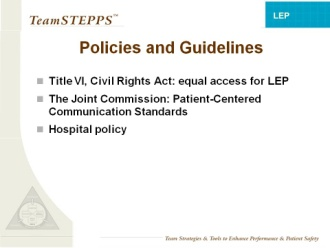 TeamSTEPPS™
LEP
Policies and Guidelines
Title VI, Civil Rights Act: equal access for LEP
The Joint Commission: Patient-Centered
Communication Standards
Hospital policy
Team Strategies & Tools to Enhance Performance & Patient Safety